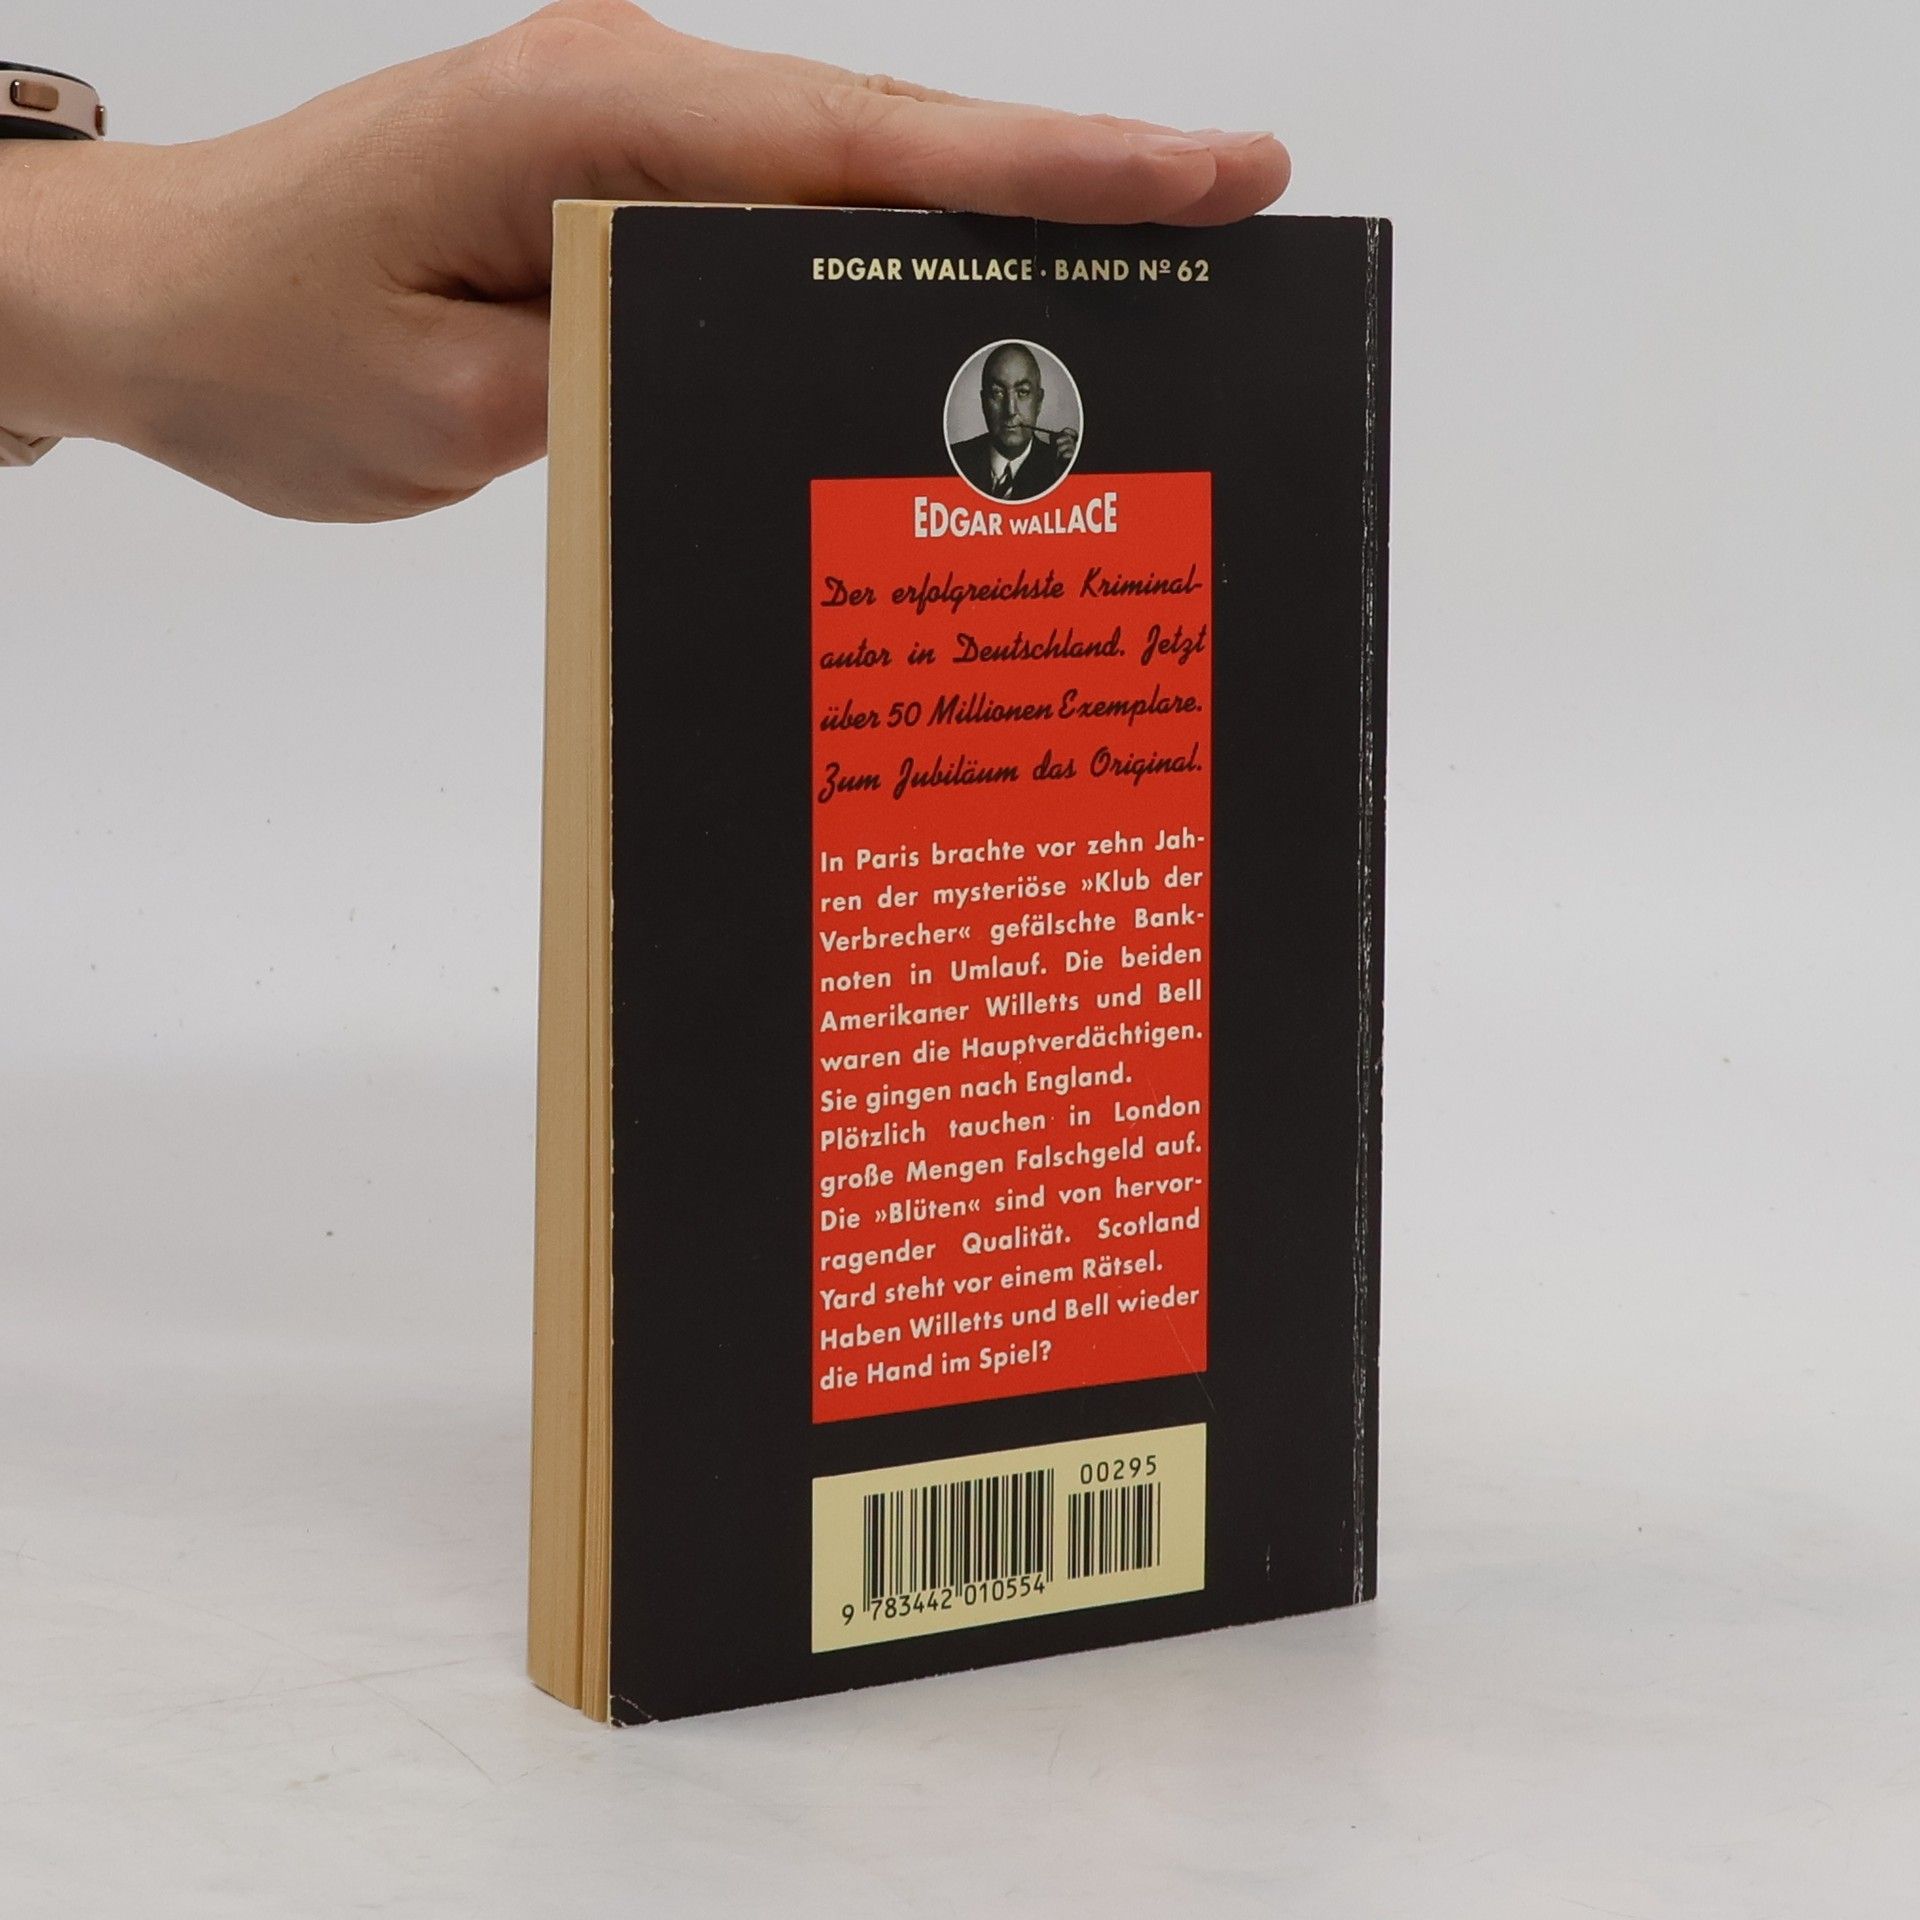 EDGAR WALLACE · BAND Nº 62
EDGAR WALLACE
Der erfolgreichste Kriminal-
autor in Deutschland. Jetzt
über 50 Millionen Exemplare.
Zum Jubiläum das Original.
In Paris brachte vor zehn Jah-
ren der mysteriöse »Klub der
Verbrecher« gefälschte Bank-
noten in Umlauf. Die beiden
Amerikaner Willetts und Bell
waren die Hauptverdächtigen.
Sie gingen nach England.
Plötzlich tauchen in London
große Mengen Falschgeld auf.
Die »Blüten« sind von hervor-
ragender Qualität. Scotland
Yard steht vor einem Rätsel.
Haben Willetts und Bell wieder
die Hand im Spiel?
00295
9 783442 010554